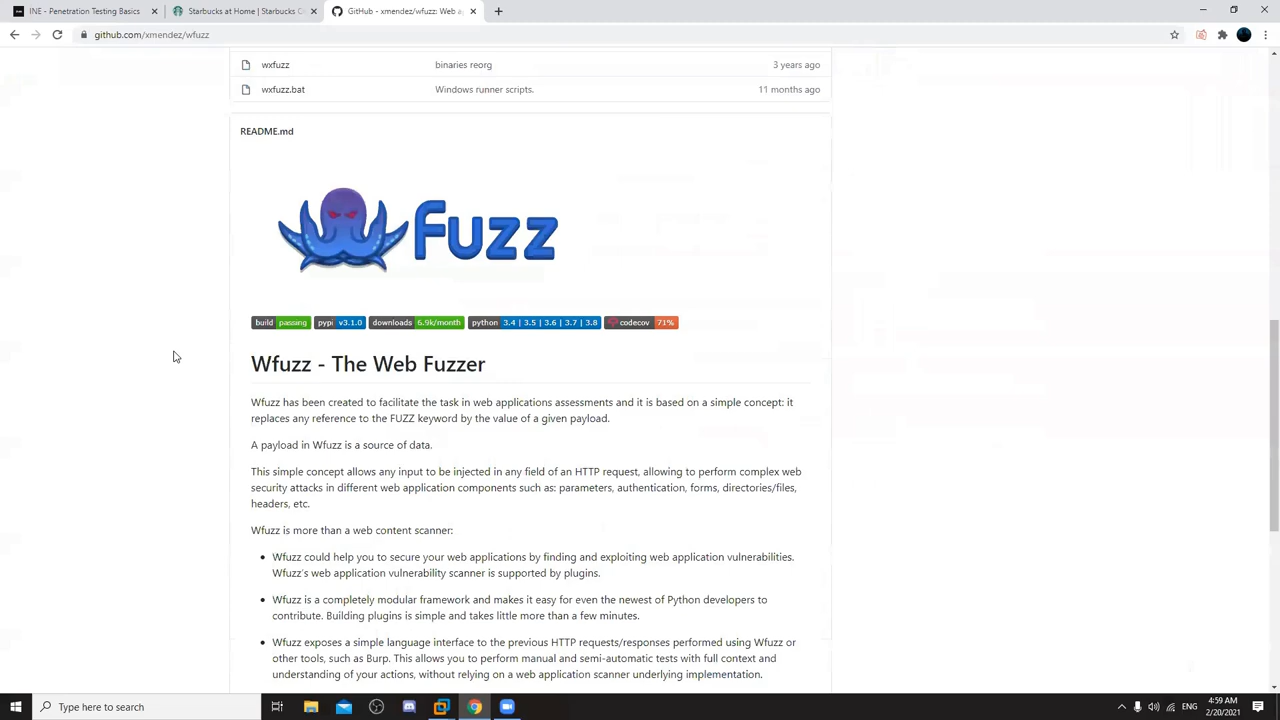 INE - Penetration Testing Basics
Starbucks at Home | Starbucks C
GitHub - xmendez/wfuzz: Web a
github.com/xmendez/wfuzz
wxfuzz binaries reorg 3 years ago
wxfuzz.bat Windows runner scripts. 11 months ago
README.md
Fuzz
build passing pypi v3.1.0 downloads 6.9k/month python 3.4 | 3.5 | 3.6 | 3.7 | 3.8 codecov 71%
Wfuzz - The Web Fuzzer
Wfuzz has been created to facilitate the task in web applications assessments and it is based on a simple concept: it
replaces any reference to the FUZZ keyword by the value of a given payload.
A payload in Wfuzz is a source of data.
This simple concept allows any input to be injected in any field of an HTTP request, allowing to perform complex web
security attacks in different web application components such as: parameters, authentication, forms, directories/files,
headers, etc.
Wfuzz is more than a web content scanner:
• Wfuzz could help you to secure your web applications by finding and exploiting web application vulnerabilities.
Wfuzz's web application vulnerability scanner is supported by plugins.
• Wfuzz is a completely modular framework and makes it easy for even the newest of Python developers to
contribute. Building plugins is simple and takes little more than a few minutes.
• Wfuzz exposes a simple language interface to the previous HTTP requests/responses performed using Wfuzz or
other tools, such as Burp. This allows you to perform manual and semi-automatic tests with full context and
understanding of your actions, without relying on a web application scanner underlying implementation.
Type here to search
ENG
4:59 AM
2/20/2021